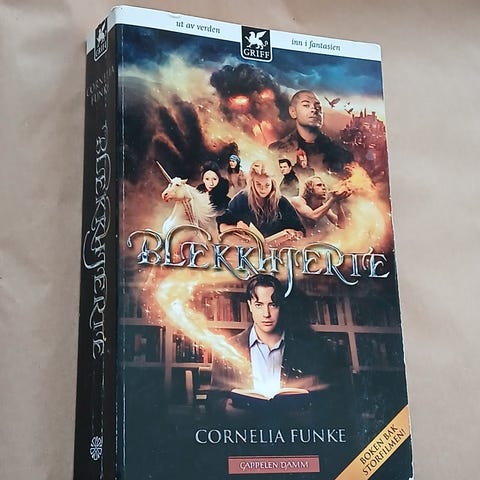 ut av verden
GRIFF
inn i fantasien
BLEKKHJERTE
CORNELIA FUNKE
CAPPELEN DAMM
BOKEN BAK
STORFILMEN!
CORNELIA
FUNKE
BLEKKHJERTE